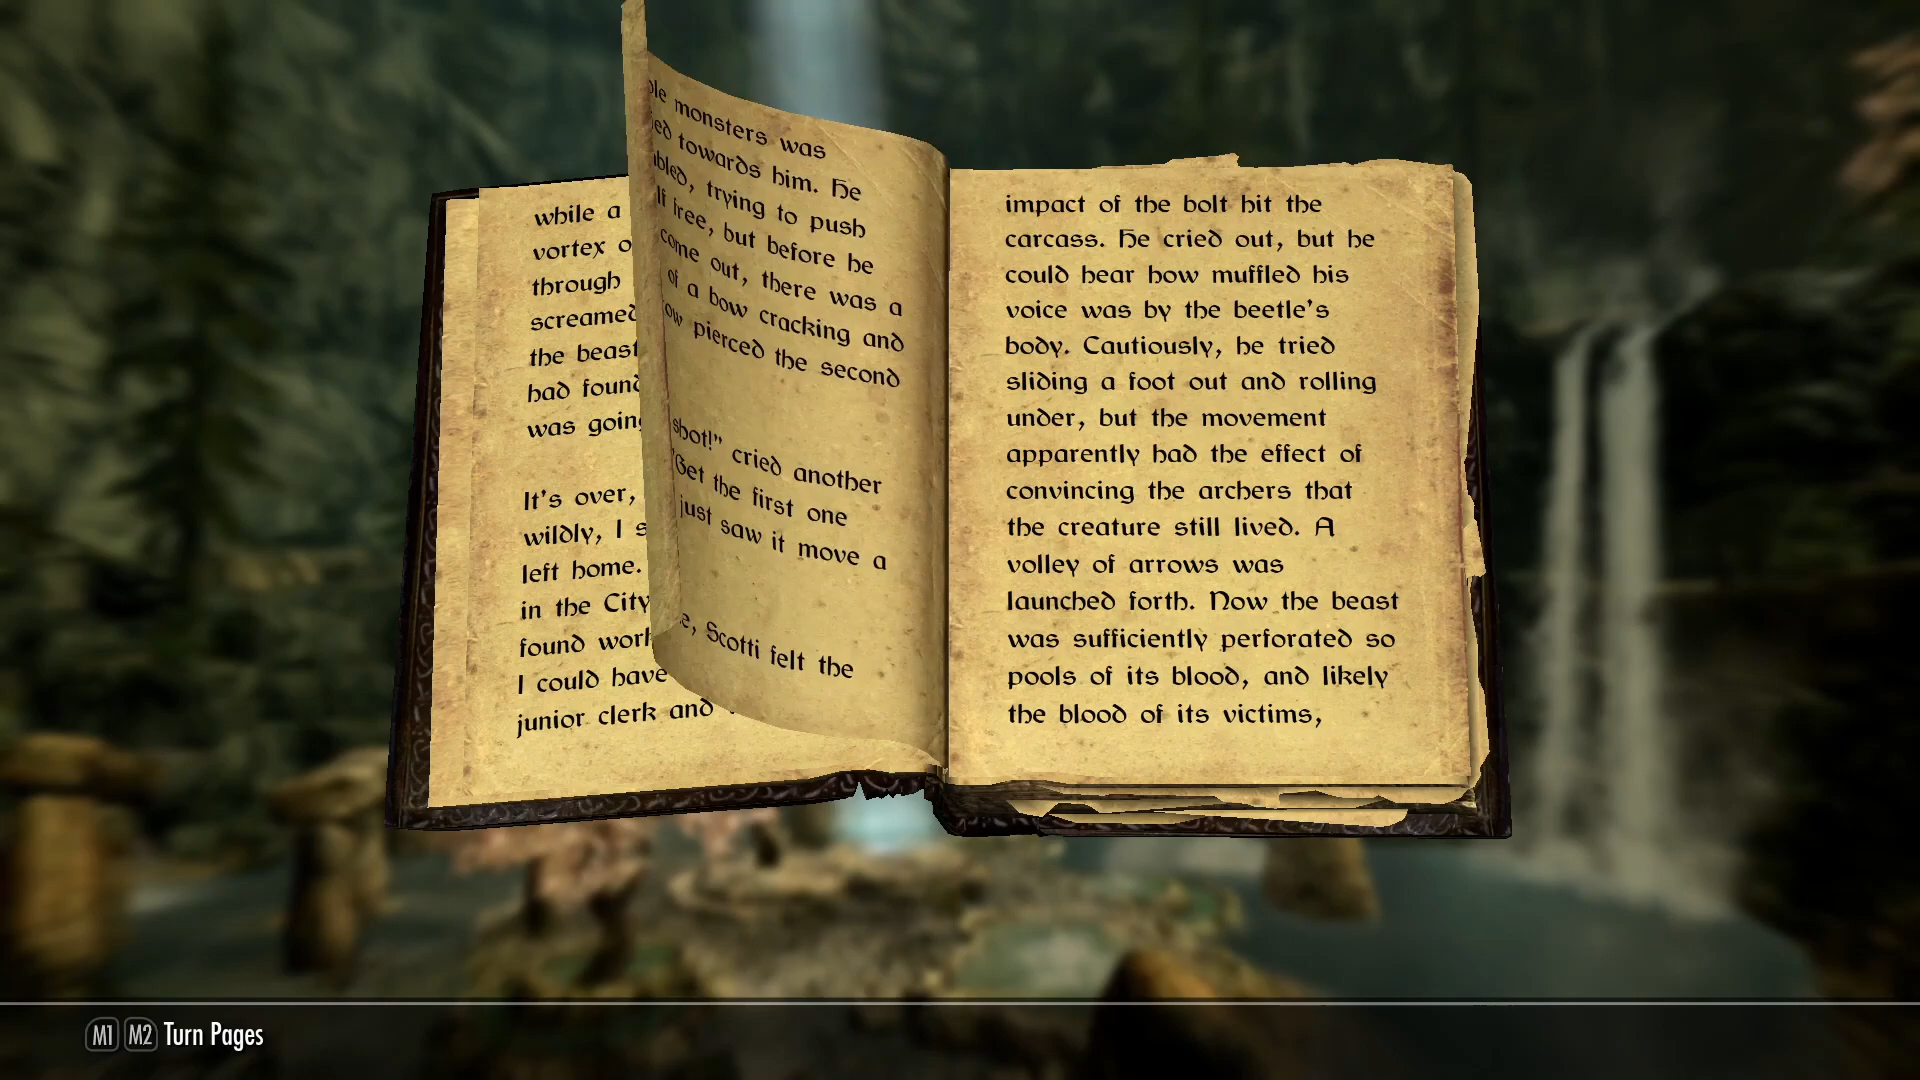 while a
vortex
through
screamed
the beast
had found
was going
It's over,
wildly, I
left home.
in the City
found work
I could have
junior clerk and
monsters was
towards him. He
trying to push
free, but before he
come out, there was a
of a bow cracking and
pierced the second
shot!" cried another
"Get the first one
just saw it move a
Scotti felt the
impact of the bolt hit the
carcass. He cried out, but he
could hear how muffled his
voice was by the beetle's
body. Cautiously, he tried
sliding a foot out and rolling
under, but the movement
apparently had the effect of
convincing the archers that
the creature still lived. A
volley of arrows was
launched forth. Now the beast
was sufficiently perforated so
pools of its blood, and likely
the blood of its victims,
M1 M2 Turn Pages